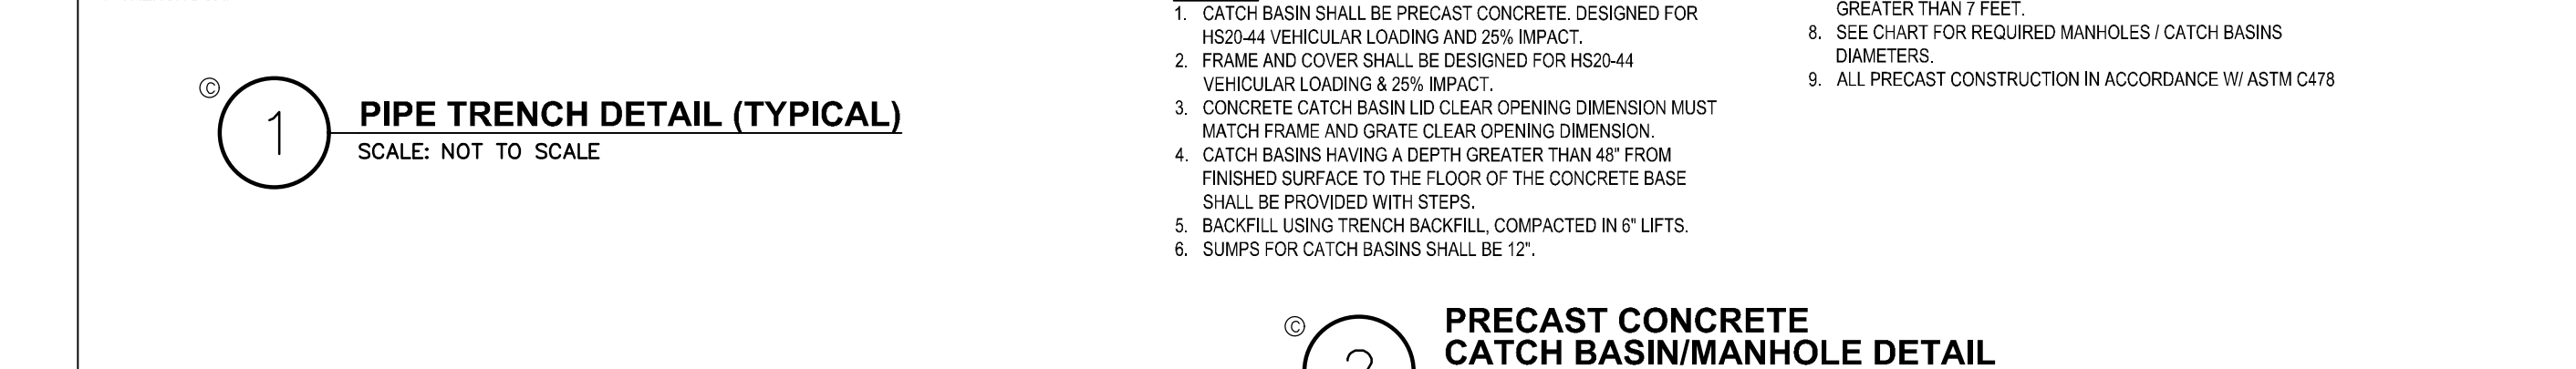 ©
1
PIPE TRENCH DETAIL (TYPICAL)
SCALE: NOT TO SCALE
1. CATCH BASIN SHALL BE PRECAST CONCRETE. DESIGNED FOR
HS20-44 VEHICULAR LOADING AND 25% IMPACT.
2. FRAME AND COVER SHALL BE DESIGNED FOR HS20-44
VEHICULAR LOADING & 25% IMPACT.
3. CONCRETE CATCH BASIN LID CLEAR OPENING DIMENSION MUST
MATCH FRAME AND GRATE CLEAR OPENING DIMENSION.
4. CATCH BASINS HAVING A DEPTH GREATER THAN 48" FROM
FINISHED SURFACE TO THE FLOOR OF THE CONCRETE BASE
SHALL BE PROVIDED WITH STEPS.
5. BACKFILL USING TRENCH BACKFILL, COMPACTED IN 6" LIFTS.
6. SUMPS FOR CATCH BASINS SHALL BE 12".
GREATER THAN 7 FEET.
8. SEE CHART FOR REQUIRED MANHOLES / CATCH BASINS
DIAMETERS.
9. ALL PRECAST CONSTRUCTION IN ACCORDANCE W/ ASTM C478
©
2
PRECAST CONCRETE
CATCH BASIN/MANHOLE DETAIL